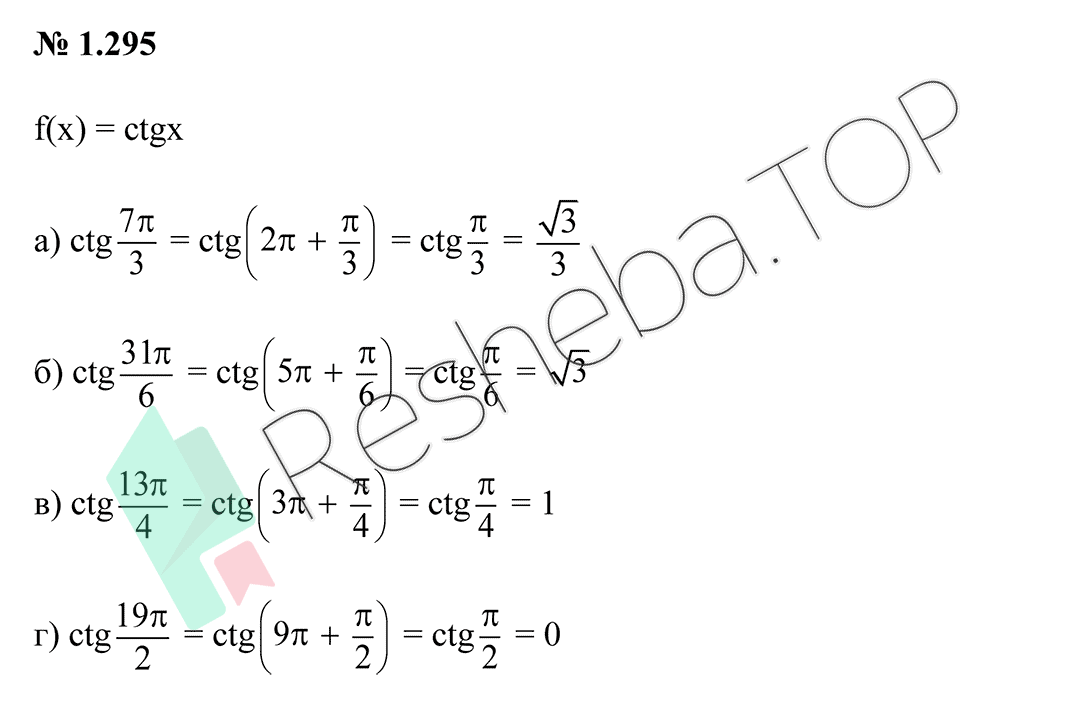 № 1.295
f(x) = ctgx
а) ctg 7π/3 = ctg(2π + π/3) = ctg π/3 = √3/3
б) ctg 31π/6 = ctg(5π + π/6) = ctg π/6 = √3
в) ctg 13π/4 = ctg(3π + π/4) = ctg π/4 = 1
г) ctg 19π/2 = ctg(9π + π/2) = ctg π/2 = 0
Resheba.TOP